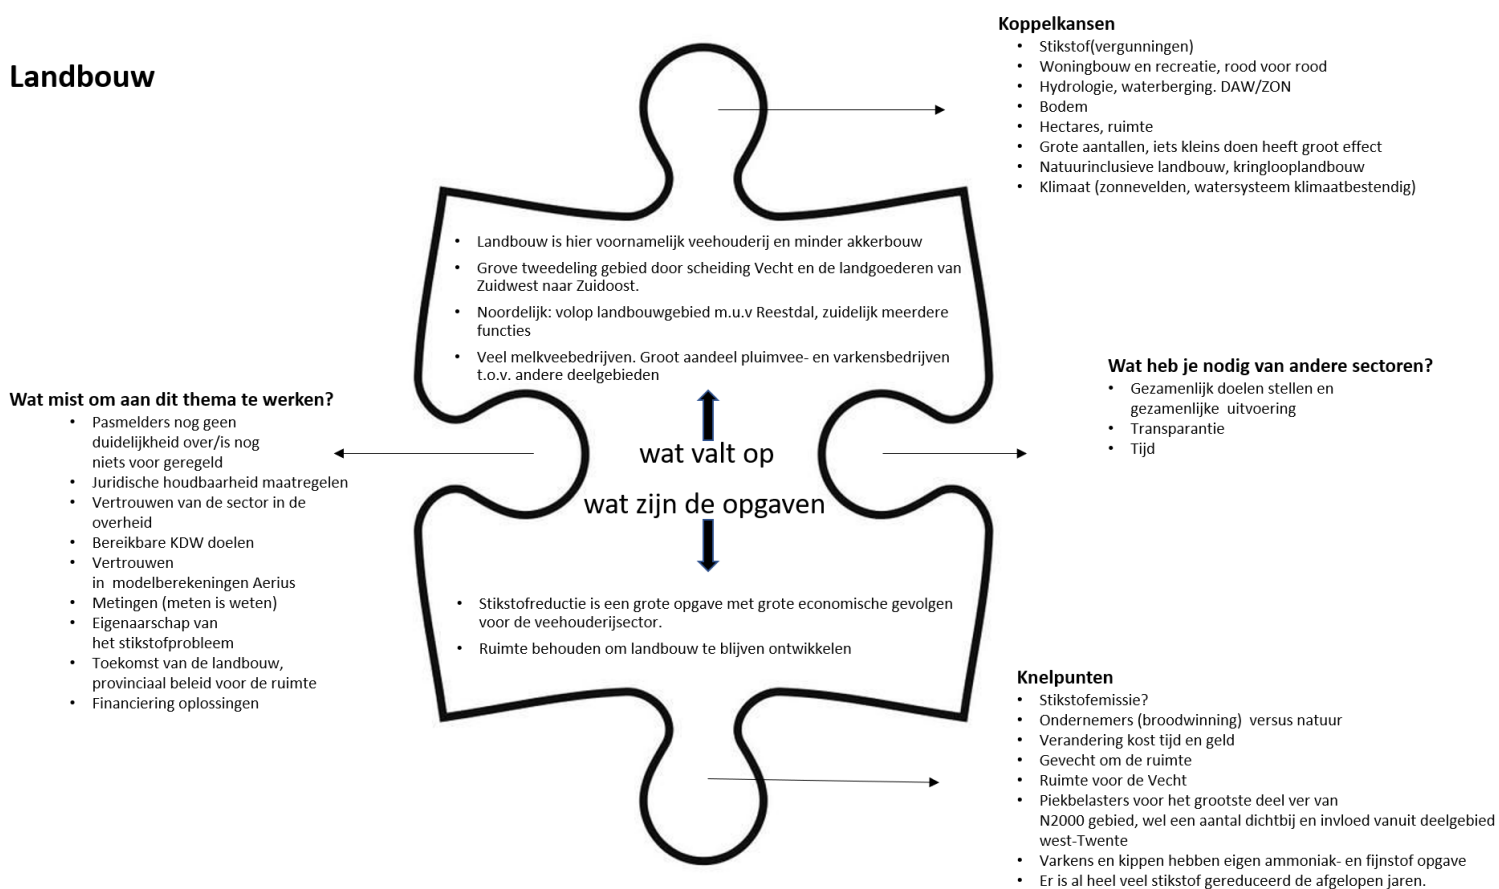 Landbouw
Koppelkansen
• Stikstof(vergunningen)
• Woningbouw en recreatie, rood voor rood
• Hydrologie, waterberging. DAW/ZON
• Bodem
• Hectares, ruimte
• Grote aantallen, iets kleins doen heeft groot effect
• Natuurinclusieve landbouw, kringlooplandbouw
• Klimaat (zonnevelden, watersysteem klimaatbestendig)
• Landbouw is hier voornamelijk veehouderij en minder akkerbouw
• Grove tweedeling gebied door scheiding Vecht en de landgoederen van
Zuidwest naar Zuidoost.
• Noordelijk: volop landbouwgebied m.u.v Reestdal, zuidelijk meerdere
functies
• Veel melkveebedrijven. Groot aandeel pluimvee- en varkensbedrijven
t.o.v. andere deelgebieden
wat valt op
wat zijn de opgaven
• Stikstofreductie is een grote opgave met grote economische gevolgen
voor de veehouderijsector.
• Ruimte behouden om landbouw te blijven ontwikkelen
Wat mist om aan dit thema te werken?
• Pasmelders nog geen
duidelijkheid over/is nog
niets voor geregeld
• Juridische houdbaarheid maatregelen
• Vertrouwen van de sector in de
overheid
• Bereikbare KDW doelen
• Vertrouwen
in  modelberekeningen Aerius
• Metingen (meten is weten)
• Eigenaarschap van
het stikstofprobleem
• Toekomst van de landbouw,
provinciaal beleid voor de ruimte
• Financiering oplossingen
Wat heb je nodig van andere sectoren?
• Gezamenlijk doelen stellen en
gezamenlijke  uitvoering
• Transparantie
• Tijd
Knelpunten
• Stikstofemissie?
• Ondernemers (broodwinning)  versus natuur
• Verandering kost tijd en geld
• Gevecht om de ruimte
• Ruimte voor de Vecht
• Piekbelasters voor het grootste deel ver van
N2000 gebied, wel een aantal dichtbij en invloed vanuit deelgebied
west-Twente
• Varkens en kippen hebben eigen ammoniak- en fijnstof opgave
• Er is al heel veel stikstof gereduceerd de afgelopen jaren.